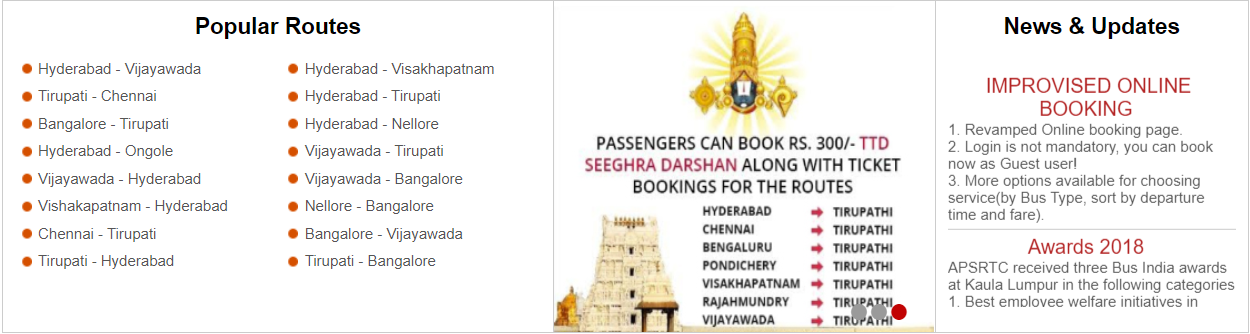 Popular Routes
Hyderabad - Vijayawada
Tirupati - Chennai
Bangalore - Tirupati
Hyderabad - Ongole
Vijayawada - Hyderabad
Vishakapatnam - Hyderabad
Chennai - Tirupati
Tirupati - Hyderabad
Hyderabad - Visakhapatnam
Hyderabad - Tirupati
Hyderabad - Nellore
Vijayawada - Tirupati
Vijayawada - Bangalore
Nellore - Bangalore
Bangalore - Vijayawada
Tirupati - Bangalore
PASSENGERS CAN BOOK RS. 300/- TTD
SEEGHRA DARSHAN ALONG WITH TICKET
BOOKINGS FOR THE ROUTES
HYDERABAD TIRUPATHI
CHENNAI TIRUPATHI
BENGALURU TIRUPATHI
PONDICHERY TIRUPATHI
VISAKHAPATNAM TIRUPATHI
RAJAHMUNDRY TIRUPATHI
VIJAYAWADA TIRUPATHI
News & Updates
IMPROVISED ONLINE
BOOKING
1. Revamped Online booking page.
2. Login is not mandatory, you can book
now as Guest user!
3. More options available for choosing
service(by Bus Type, sort by departure
time and fare).
Awards 2018
APSRTC received three Bus India awards
at Kaula Lumpur in the following categories
1. Best employee welfare initiatives in